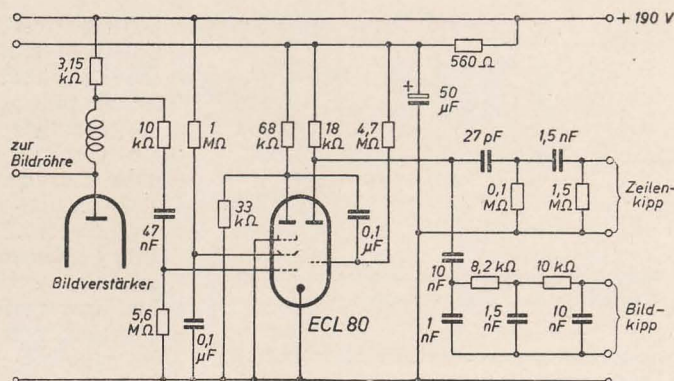 + 190 V
3,15
kΩ
560 Ω
+
50
μF
10
kΩ
1
MΩ
68
kΩ
18
kΩ
4,7
MΩ
27 pF
1,5 nF
zur
Bildröhre
0,1
MΩ
1,5
MΩ
Zeilen-
kipp
33
kΩ
47
nF
0,1
μF
Bildverstärker
10
nF
8,2 kΩ
10 kΩ
5,6
MΩ
0,1
μF
ECL 80
1
nF
1,5
nF
10
nF
Bild-
kipp